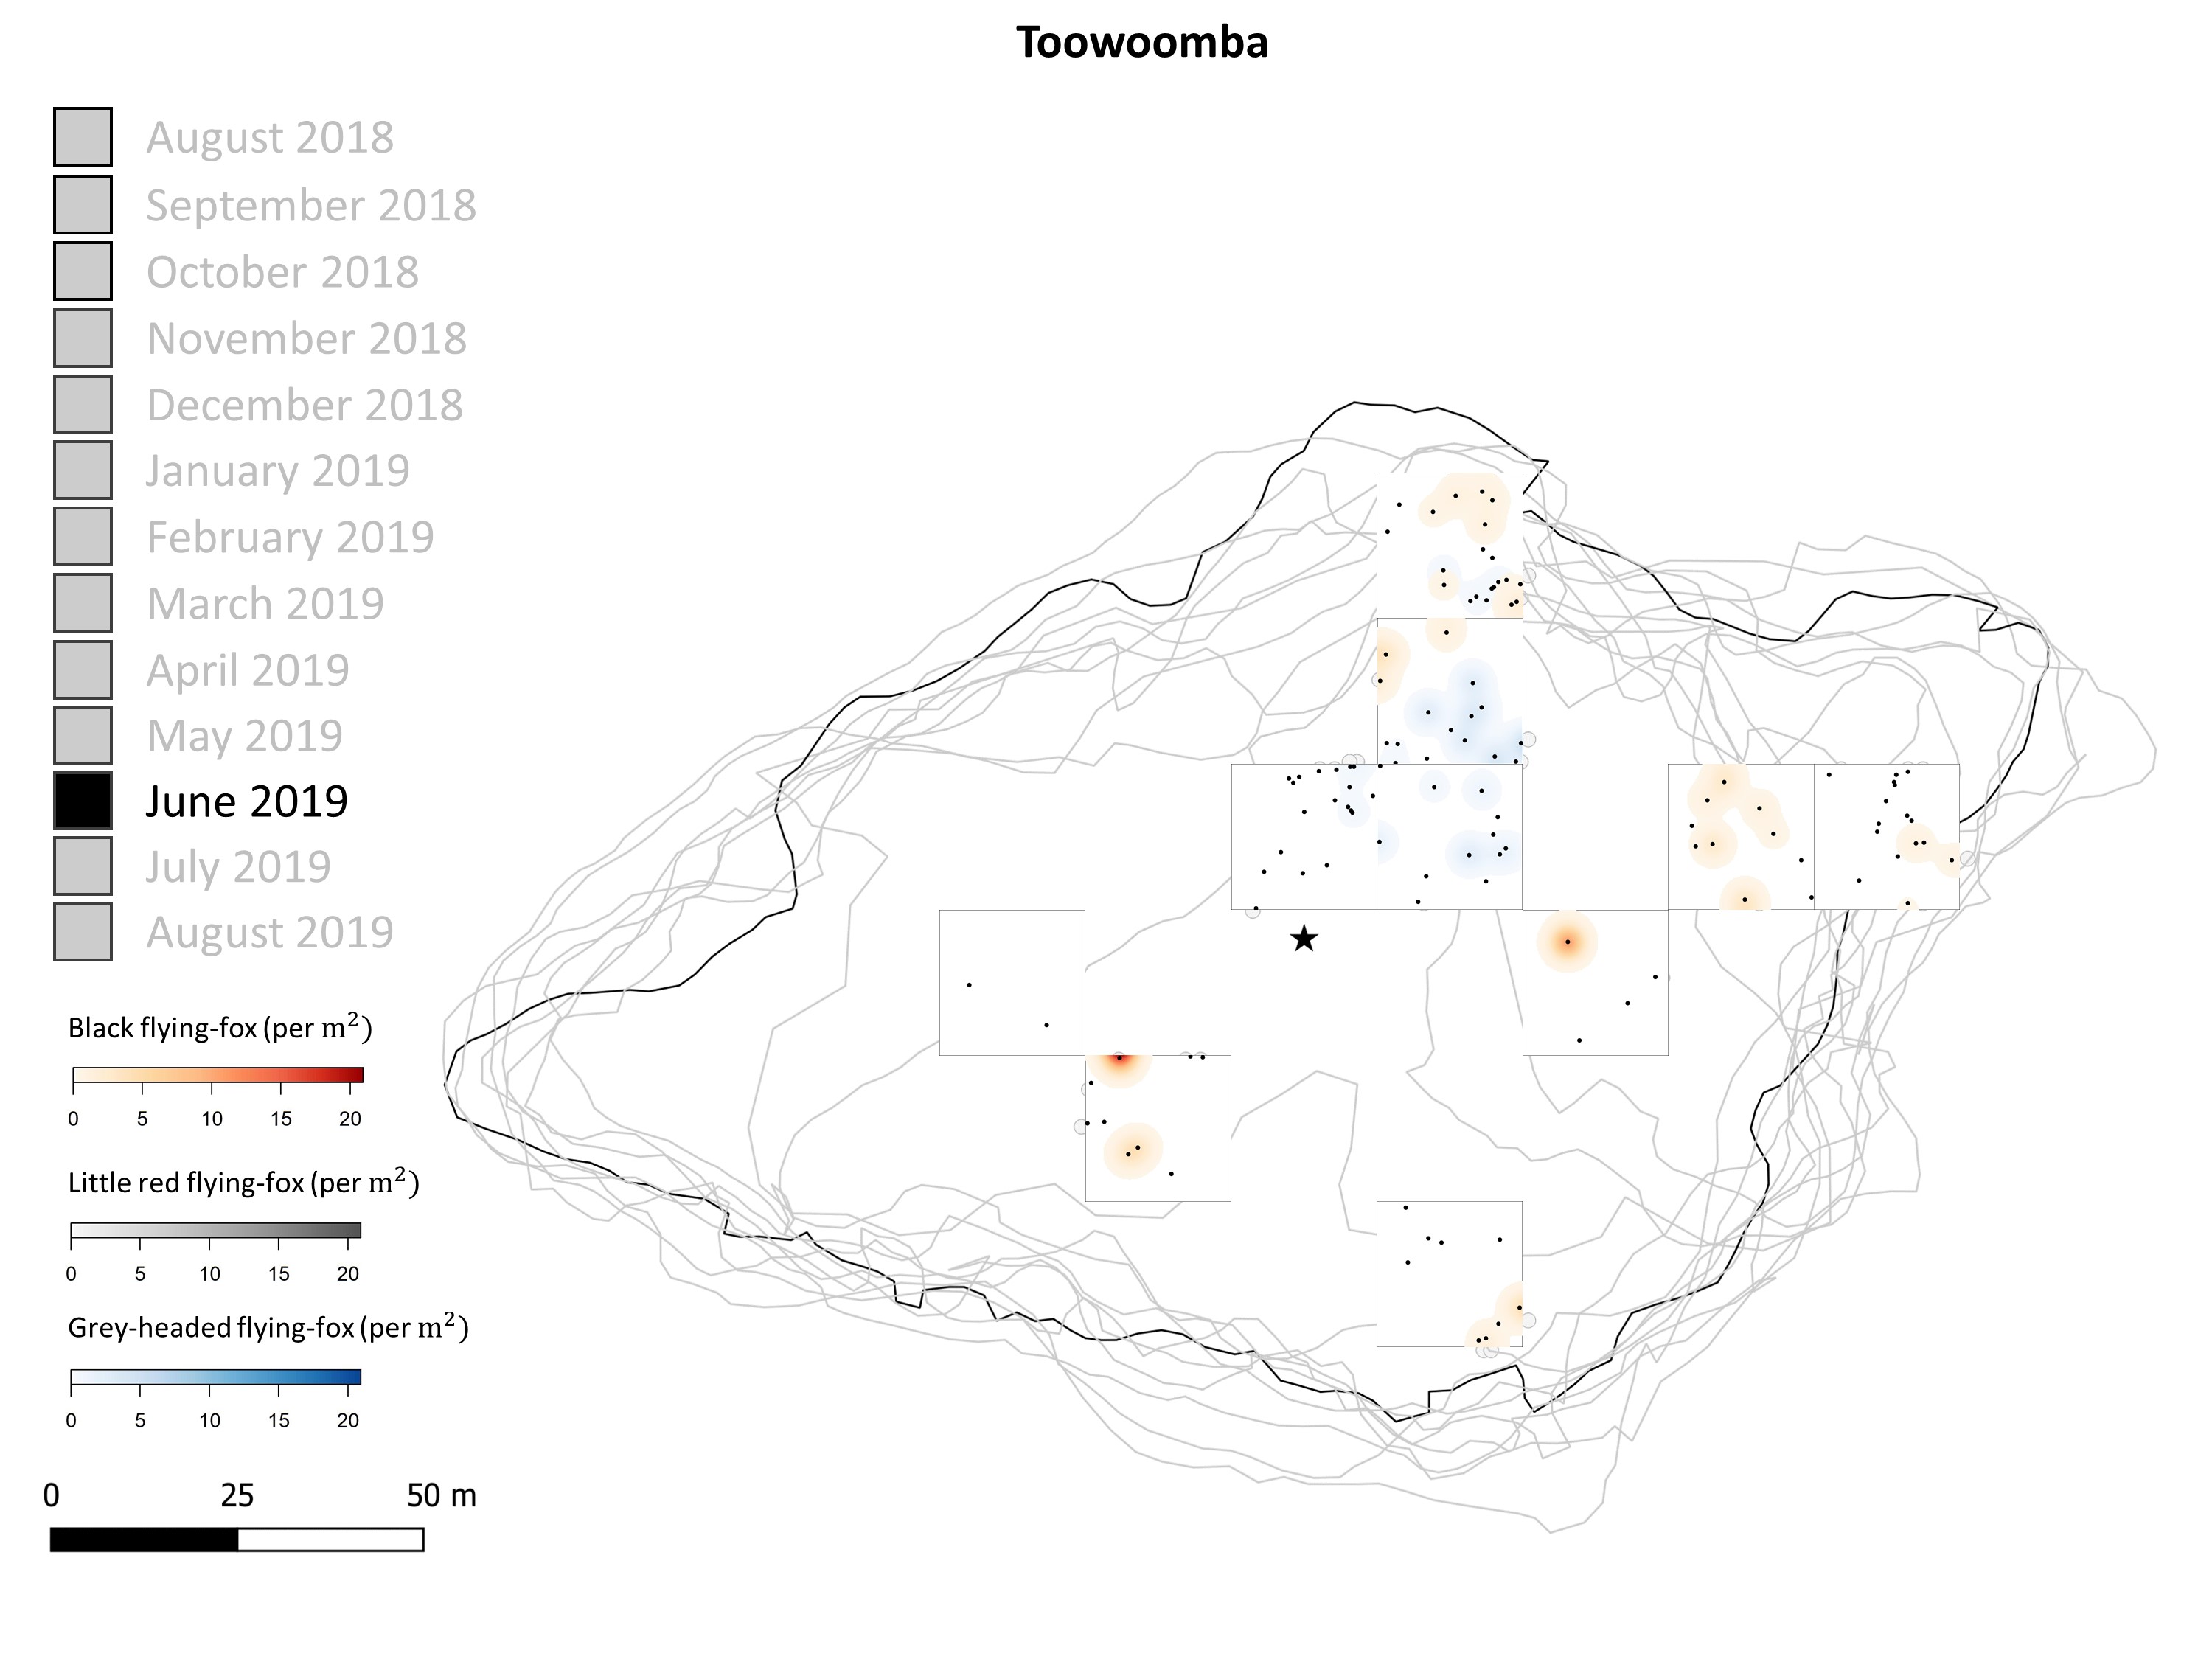 Toowoomba
August 2018
September 2018
October 2018
November 2018
December 2018
January 2019
February 2019
March 2019
April 2019
May 2019
June 2019
July 2019
August 2019
Black flying-fox (per m²)
0 5 10 15 20
Little red flying-fox (per m²)
0 5 10 15 20
Grey-headed flying-fox (per m²)
0 5 10 15 20
0 25 50 m